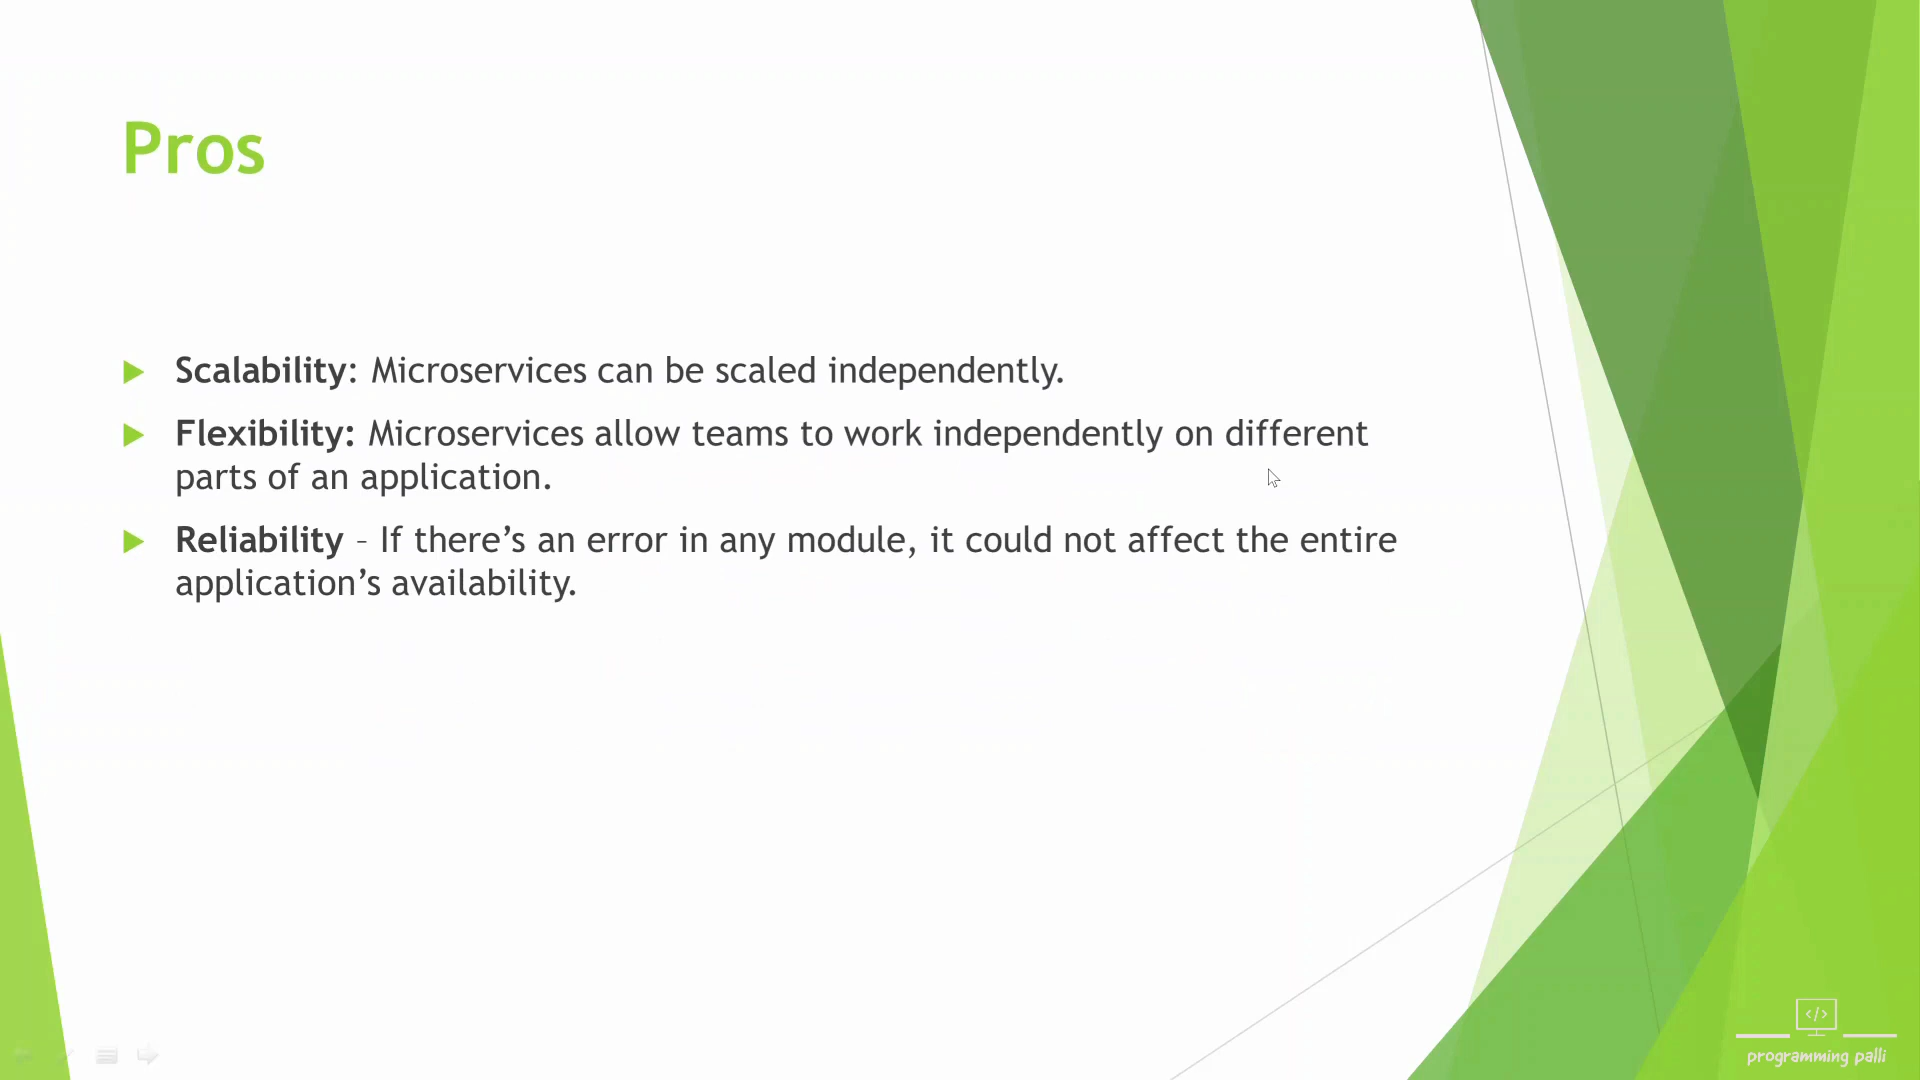 Pros
Scalability: Microservices can be scaled independently.
Flexibility: Microservices allow teams to work independently on different
parts of an application.
Reliability – If there’s an error in any module, it could not affect the entire
application’s availability.
</>
programming palli